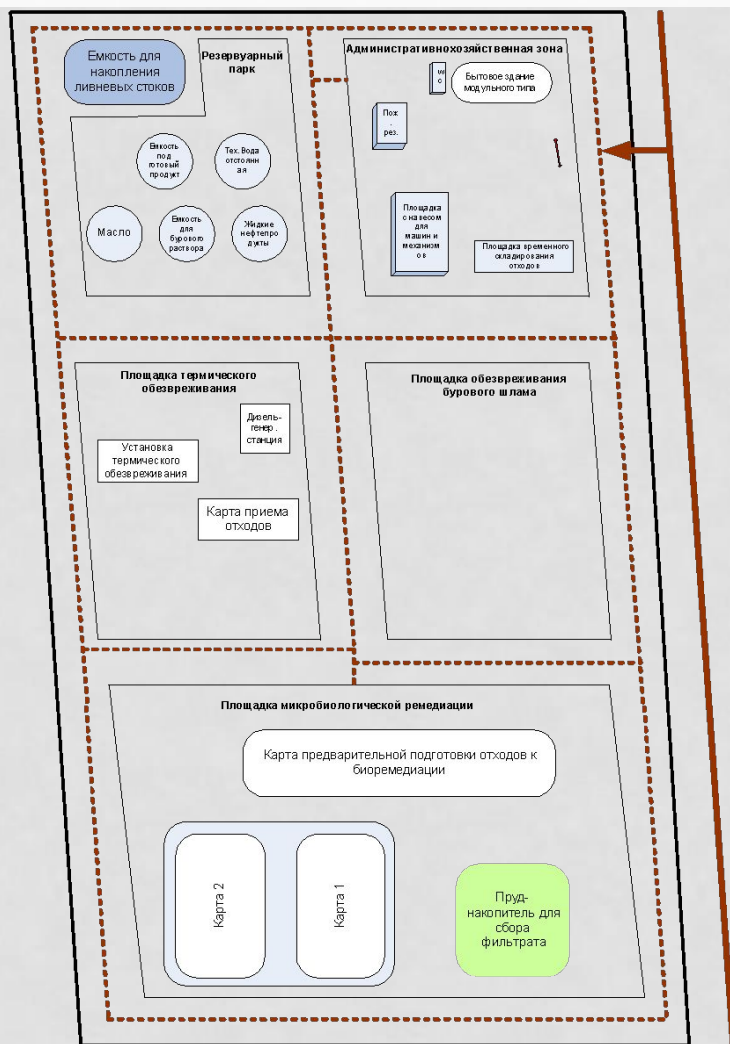 Емкость для
накопления
ливневых стоков
Резервуарный
парк
Емкость
под
готовый
продукт
Тех. Вода
отстоянн
ая
Масло
Емкость
для
бурового
раствора
Жидкие
нефтепро
дукты
Административнохозяйственная зона
Бытовое здание
модульного типа
Пож
.
рез.
Площадка
с навесом
для
машин и
механизм
ов
Площадка временного
складирования
отходов
Площадка термического
обезвреживания
Дизель-
генер.
станция
Установка
термического
обезвреживания
Карта приема
отходов
Площадка обезвреживания
бурового шлама
Площадка микробиологической ремедиации
Карта предварительной подготовки отходов к
биоремедиации
Карта 2
Карта 1
Пруд-
накопитель для
сбора
фильтрата